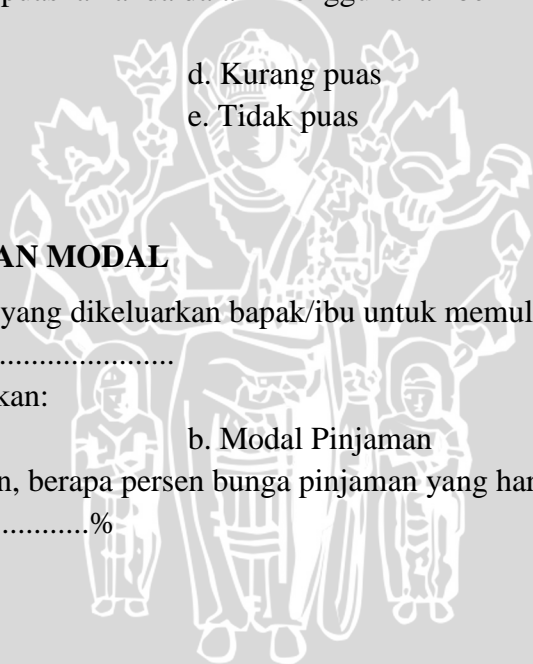 d. Kurang puas
e. Tidak puas
AN MODAL
yang dikeluarkan bapak/ibu untuk memul
......................
kan:
b. Modal Pinjaman
n, berapa persen bunga pinjaman yang har
............%